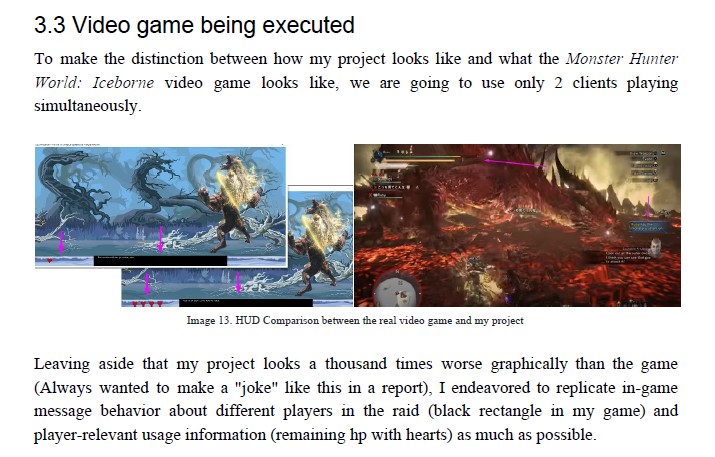 3.3 Video game being executed
To make the distinction between how my project looks like and what the Monster Hunter
World: Iceborne video game looks like, we are going to use only 2 clients playing
simultaneously.
Image 13. HUD Comparison between the real video game and my project
Leaving aside that my project looks a thousand times worse graphically than the game
(Always wanted to make a "joke" like this in a report), I endeavored to replicate in-game
message behavior about different players in the raid (black rectangle in my game) and
player-relevant usage information (remaining hp with hearts) as much as possible.